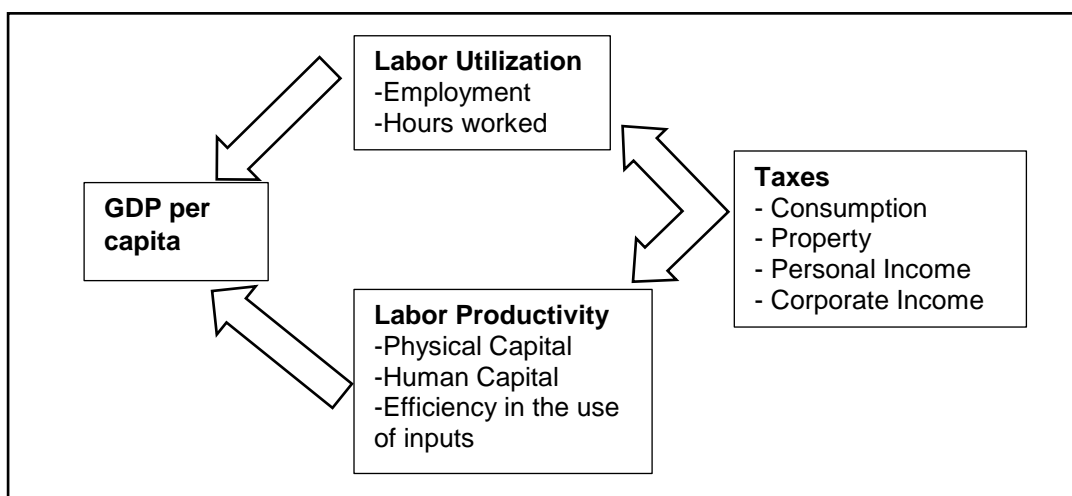 Labor Utilization
-Employment
-Hours worked
GDP per
capita
Taxes
- Consumption
- Property
- Personal Income
- Corporate Income
Labor Productivity
-Physical Capital
-Human Capital
-Efficiency in the use
of inputs